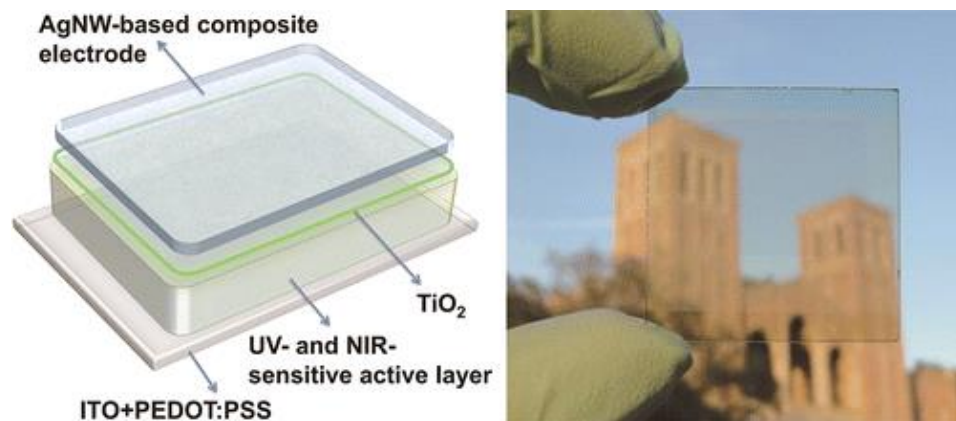 AgNW-based composite
electrode
TiO₂
UV- and NIR-
sensitive active layer
ITO+PEDOT:PSS